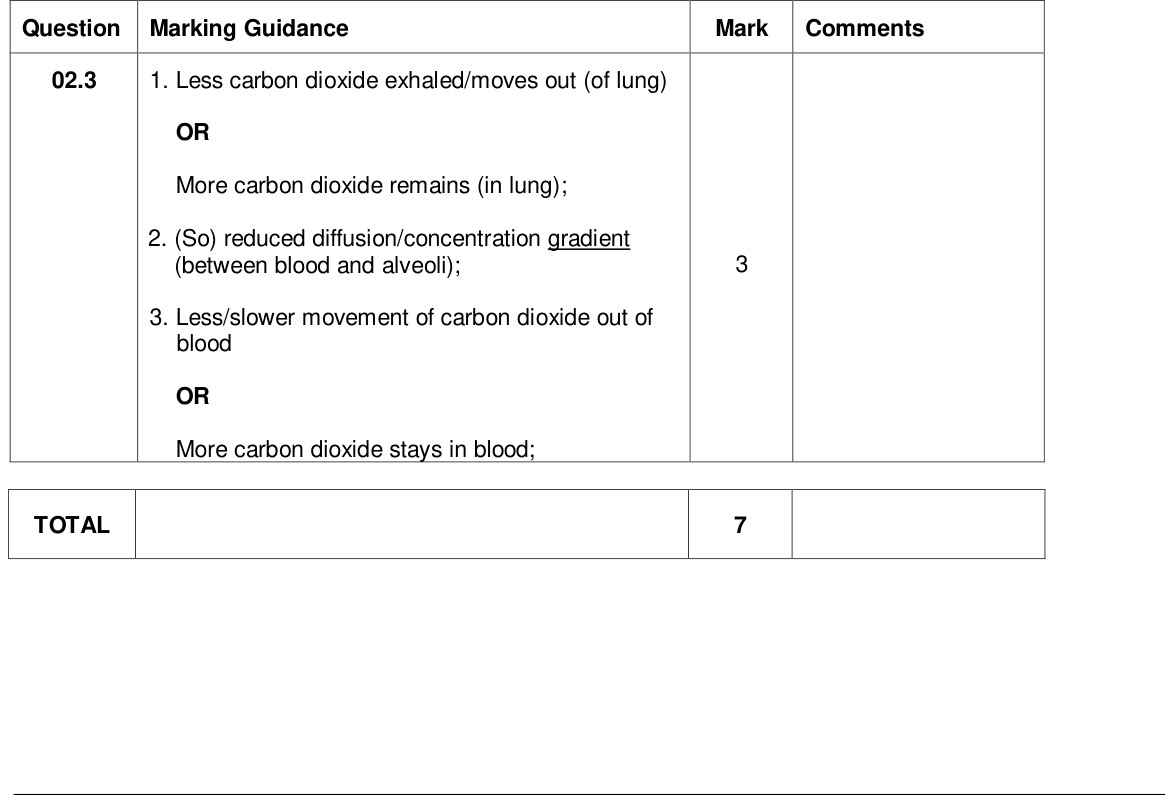 Question Marking Guidance Mark Comments
02.3 1. Less carbon dioxide exhaled/moves out (of lung)
OR
More carbon dioxide remains (in lung);
2. (So) reduced diffusion/concentration gradient
(between blood and alveoli);
3
3. Less/slower movement of carbon dioxide out of
blood
OR
More carbon dioxide stays in blood;
TOTAL 7